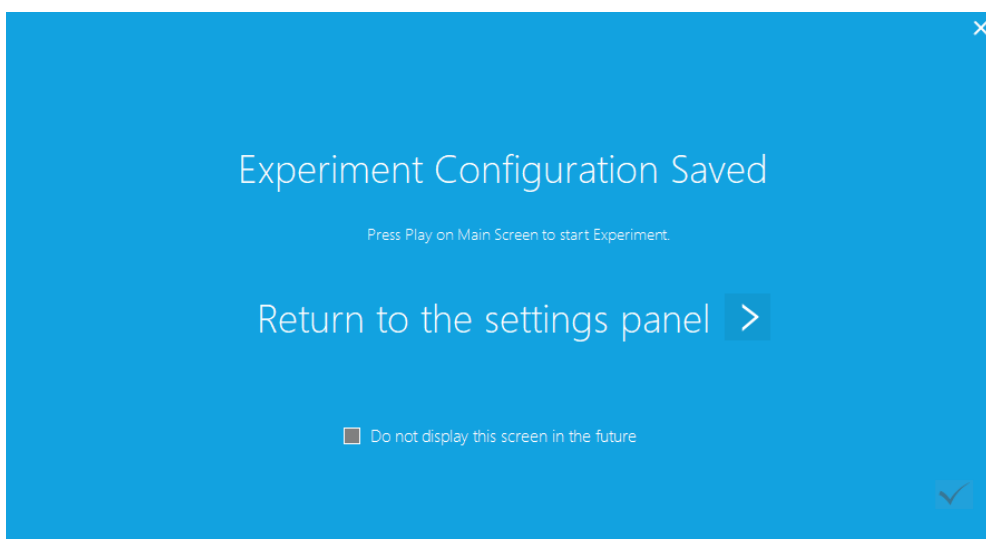 Experiment Configuration Saved
Press Play on Main Screen to start Experiment.
Return to the settings panel
Do not display this screen in the future